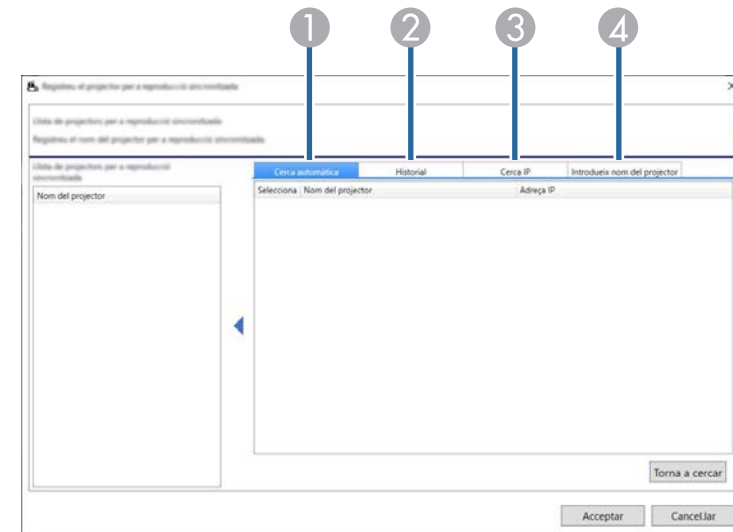 1 2 3 4
Registreu el projector per a reproducció sincronitzada
Llista de projectors per a reproducció sincronitzada
Registreu el nom del projector per a reproducció sincronitzada.
Llista de projectors per a reproducció
sincronitzada
Cerca automàtica Historial Cerca IP Introdueix nom del projector
Nom del projector
Selecciona Nom del projector Adreça IP
Torna a cercar
Acceptar Cancel.lar